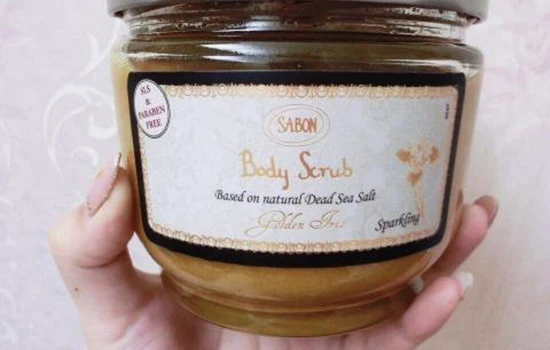 SLS
&
PARABEN
FREE
SABON
Body Scrub
Based on natural Dead Sea Salt
Golden Iris
Sparkling